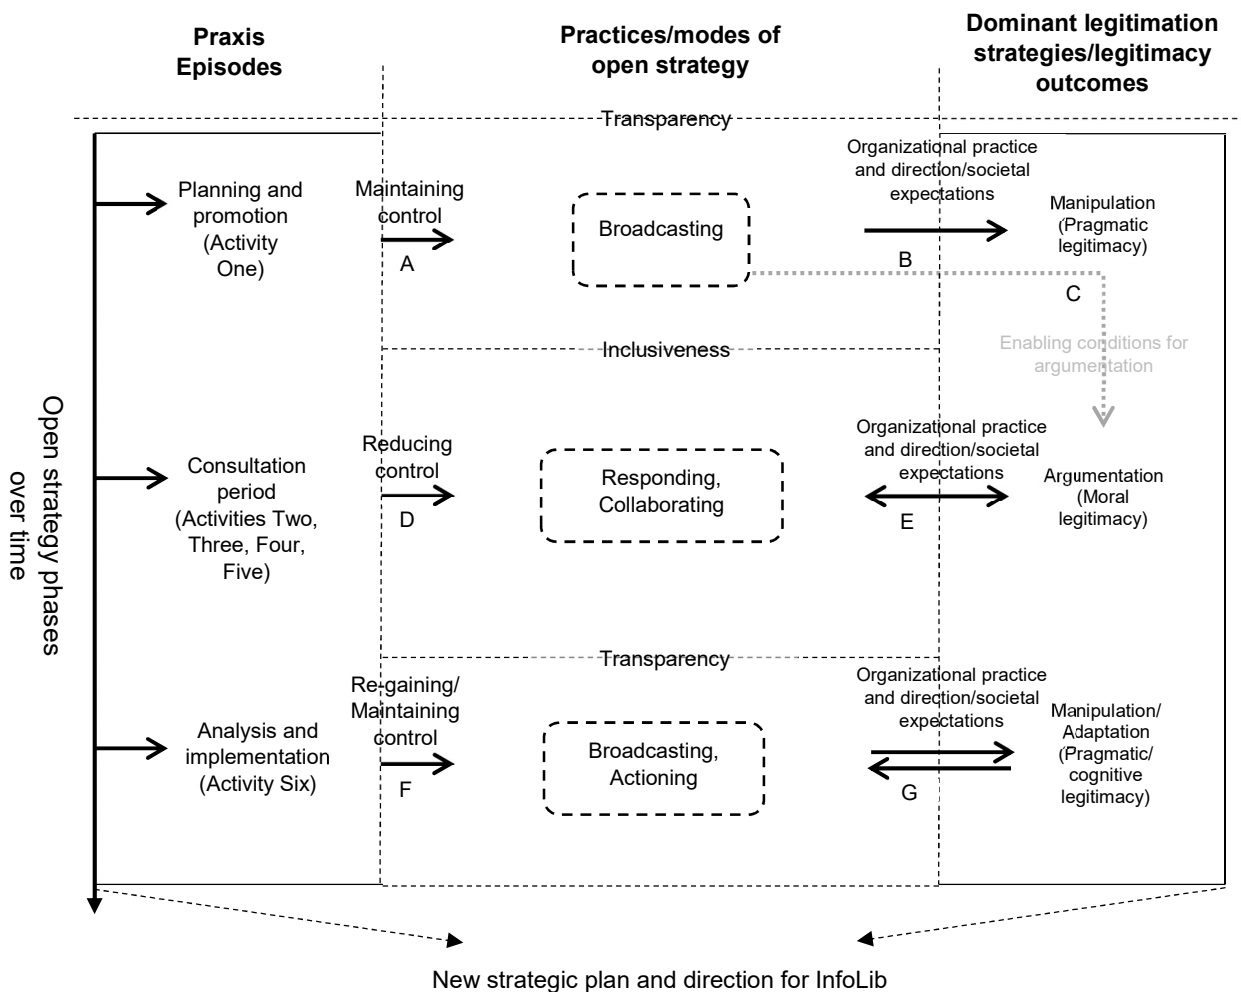 Praxis
Episodes
Practices/modes of
open strategy
Dominant legitimation
strategies/legitimacy
outcomes
Transparency
Planning and
promotion
(Activity
One)
Maintaining
control
A
Broadcasting
Organizational practice
and direction/societal
expectations
B
Manipulation
(Pragmatic
legitimacy)
C
Enabling conditions for
argumentation
Inclusiveness
Open strategy phases
over time
Consultation
period
(Activities Two,
Three, Four,
Five)
Reducing
control
D
Responding,
Collaborating
Organizational practice
and direction/societal
expectations
E
Argumentation
(Moral
legitimacy)
Transparency
Analysis and
implementation
(Activity Six)
Re-gaining/
Maintaining
control
F
Broadcasting,
Actioning
Organizational practice
and direction/societal
expectations
G
Manipulation/
Adaptation
(Pragmatic/
cognitive
legitimacy)
New strategic plan and direction for InfoLib